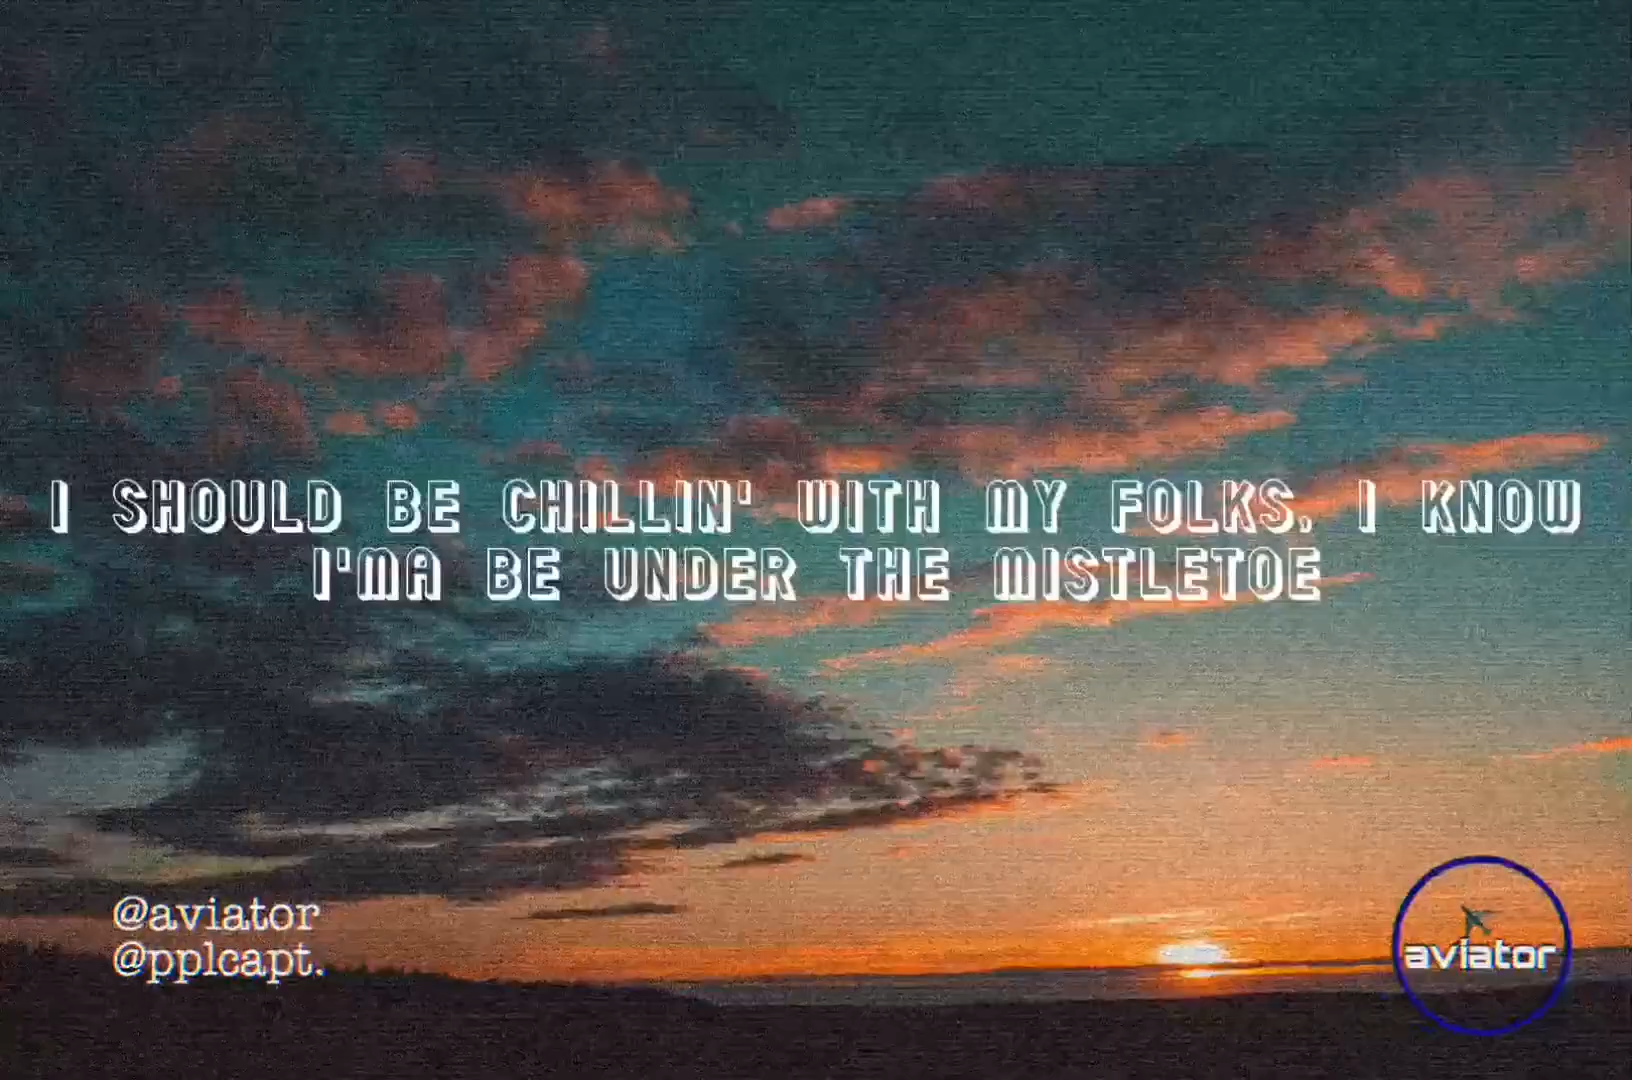 I SHOULD BE CHILLIN' WITH MY FOLKS, I KNOW
I'MA BE UNDER THE MISTLETOE
@aviator
@pplcapt.
aviator